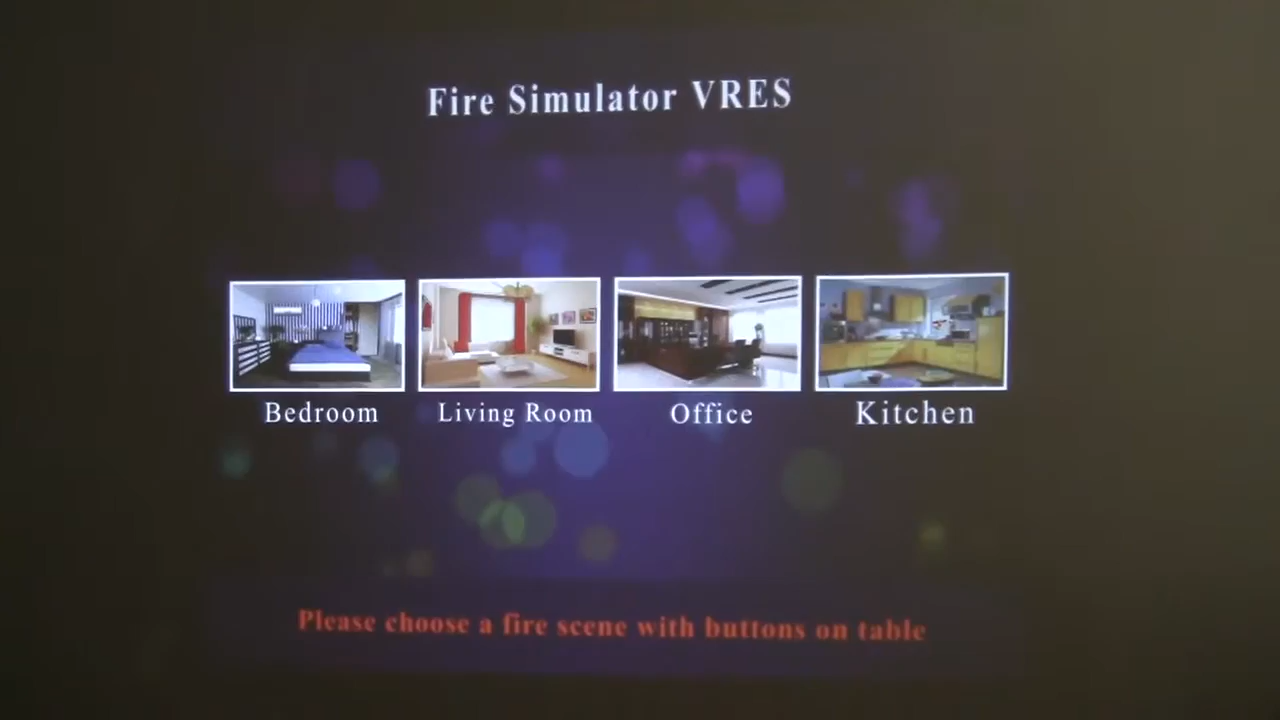 Fire Simulator VRES
Bedroom
Living Room
Office
Kitchen
Please choose a fire scene with buttons on table